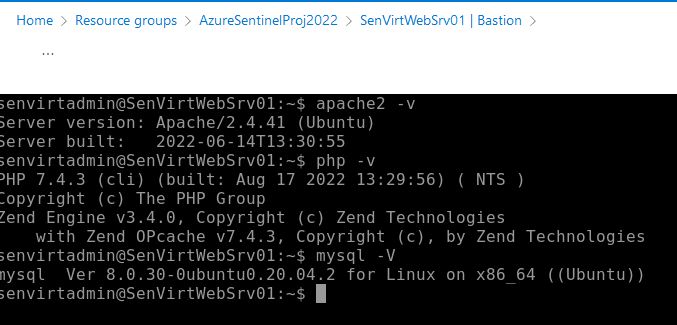 Home > Resource groups > AzureSentinelProj2022 > SenVirtWebSrv01 | Bastion >
...
senvirtadmin@SenVirtWebSrv01:~$ apache2 -v
Server version: Apache/2.4.41 (Ubuntu)
Server built:   2022-06-14T13:30:55
senvirtadmin@SenVirtWebSrv01:~$ php -v
PHP 7.4.3 (cli) (built: Aug 17 2022 13:29:56) ( NTS )
Copyright (c) The PHP Group
Zend Engine v3.4.0, Copyright (c) Zend Technologies
    with Zend OPcache v7.4.3, Copyright (c), by Zend Technologies
senvirtadmin@SenVirtWebSrv01:~$ mysql -V
mysql  Ver 8.0.30-0ubuntu0.20.04.2 for Linux on x86_64 ((Ubuntu))
senvirtadmin@SenVirtWebSrv01:~$